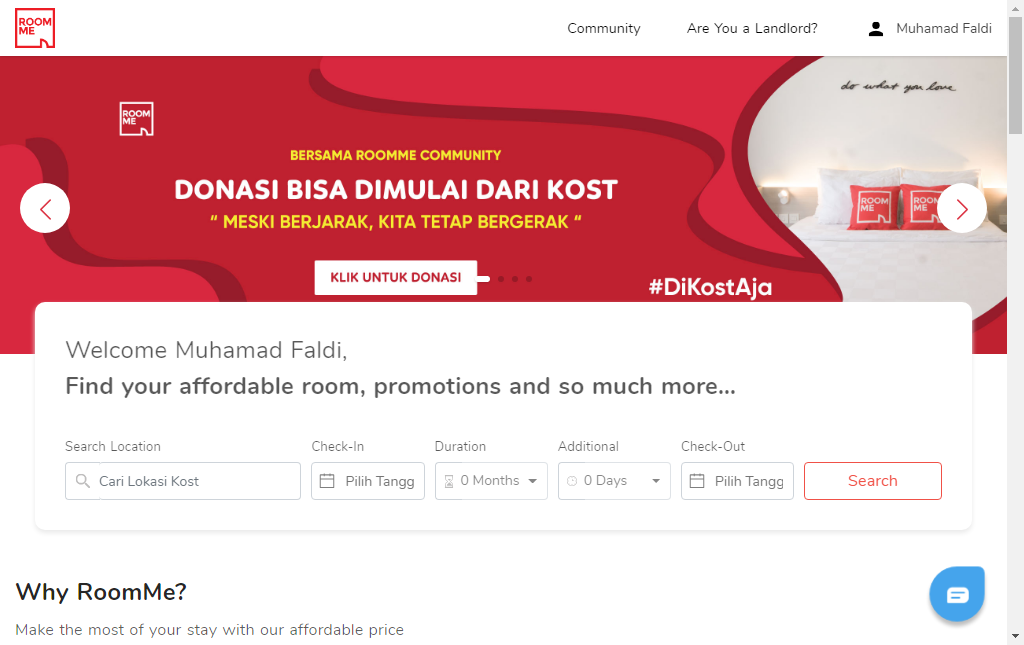 ROOM
ME
Community
Are You a Landlord?
Muhamad Faldi
do what you love
ROOM
ME
BERSAMA ROOMME COMMUNITY
DONASI BISA DIMULAI DARI KOST
“ MESKI BERJARAK, KITA TETAP BERGERAK “
ROOM
ME
ROOM
ME
KLIK UNTUK DONASI
#DiKostAja
Welcome Muhamad Faldi,
Find your affordable room, promotions and so much more...
Search Location
Check-In
Duration
Additional
Check-Out
Cari Lokasi Kost
Pilih Tangg
0 Months
0 Days
Pilih Tangg
Search
Why RoomMe?
Make the most of your stay with our affordable price